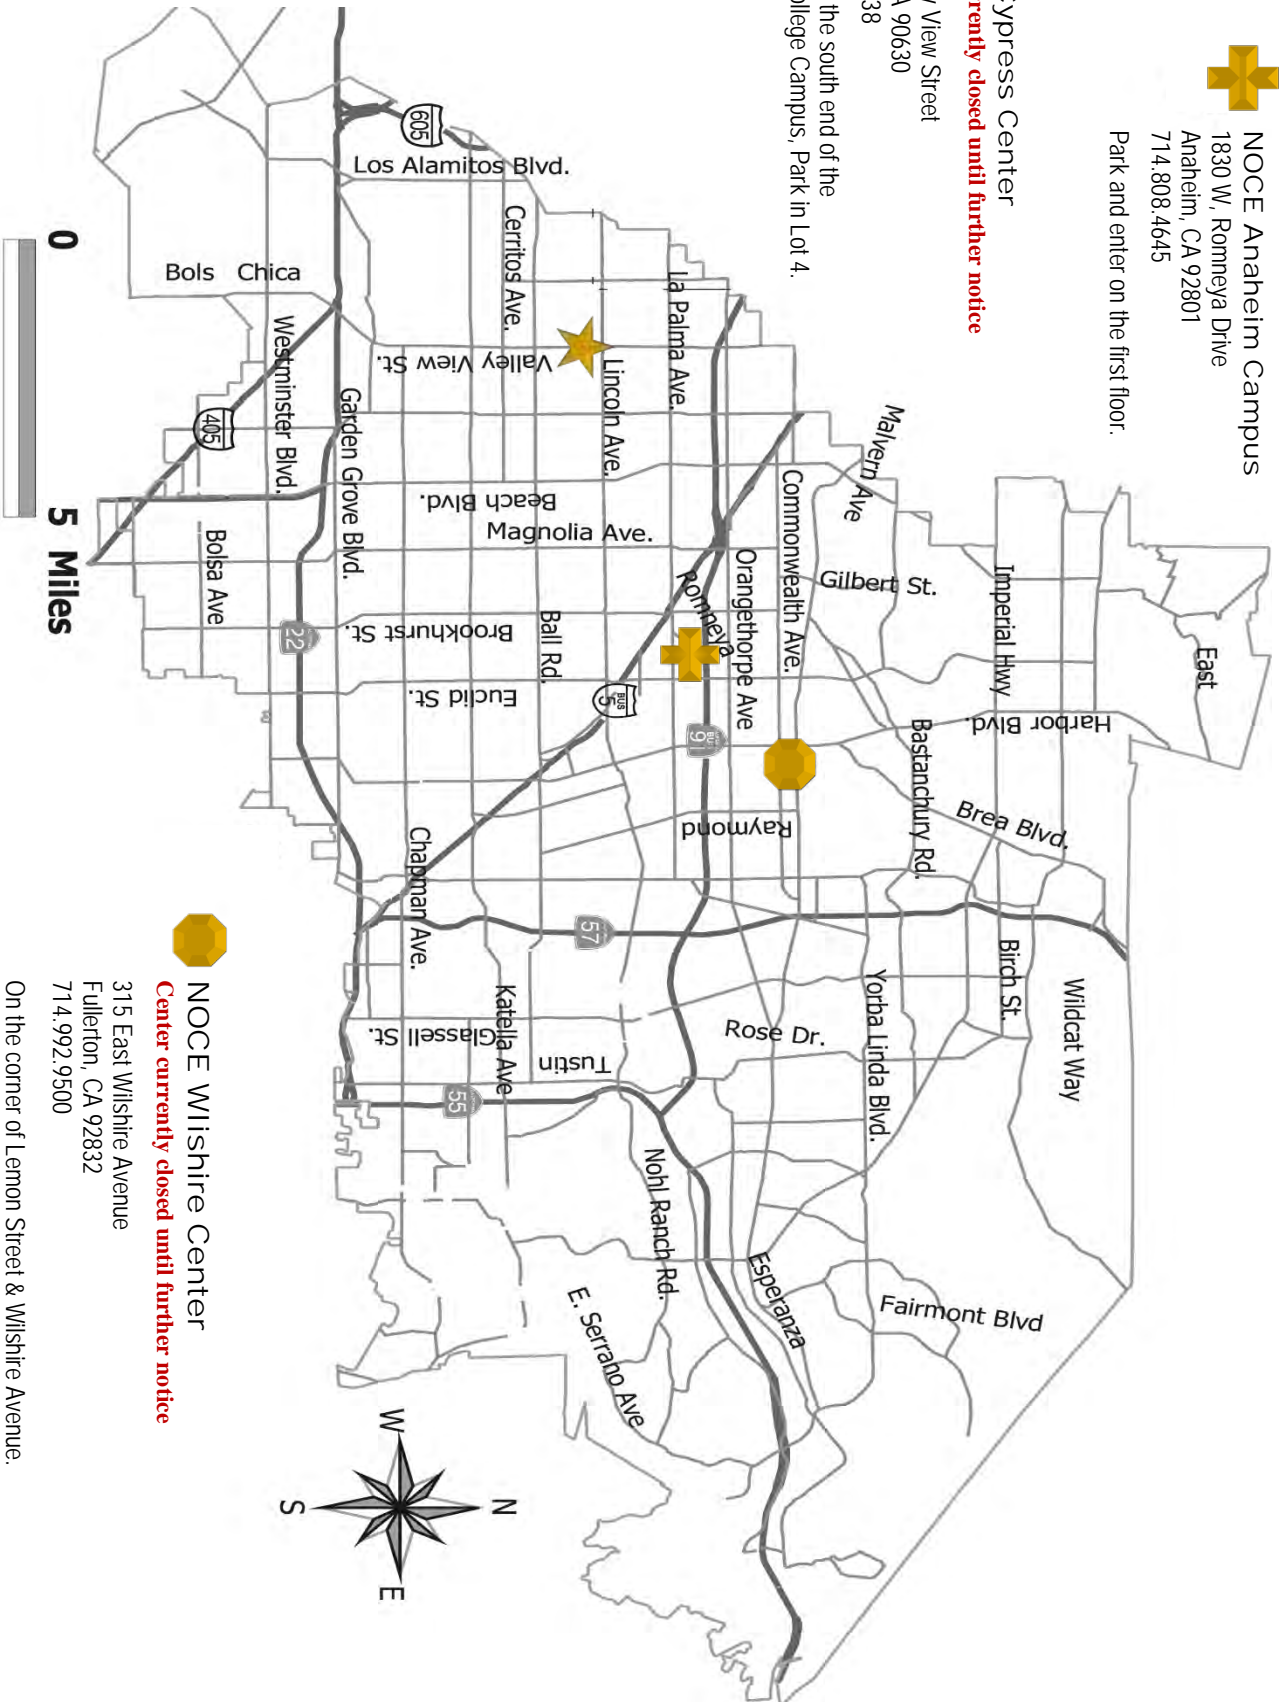 NOCE Anaheim Campus
1830 W, Romneya Drive
Anaheim, CA 92801
714.808.4645
Park and enter on the first floor.
ypress Center
rently closed until further notice
View Street
A 90630
38
the south end of the
ollege Campus, Park in Lot 4.
NOCE WIlshire Center
Center currently closed until further notice
315 East Wilshire Avenue
Fullerton, CA 92832
714.992.9500
On the corner of Lemon Street & Wilshire Avenue.
East
Wildcat Way
Imperial Hwy
Birch St.
Harbor Blvd.
Brea Blvd.
Bastanchury Rd.
Malvern Ave
Gilbert St.
Yorba Linda Blvd.
Fairmont Blvd
Commonwealth Ave.
Orangethorpe Ave
Raymond
Rose Dr.
Esperanza
BUS
91
La Palma Ave.
Romneya
Nohl Ranch Rd.
Lincoln Ave.
BUS
5
57
E. Serrano Ave
Ball Rd.
Tustin
Cerritos Ave.
Valley View St.
Katella Ave
Los Alamitos Blvd.
605
Beach Blvd.
Magnolia Ave.
Brookhurst St.
Euclid St.
Chapman Ave.
Glassell St.
55
Garden Grove Blvd.
22
Westminster Blvd.
Bols Chica
405
Bolsa Ave
0
5 Miles
N
W
E
S